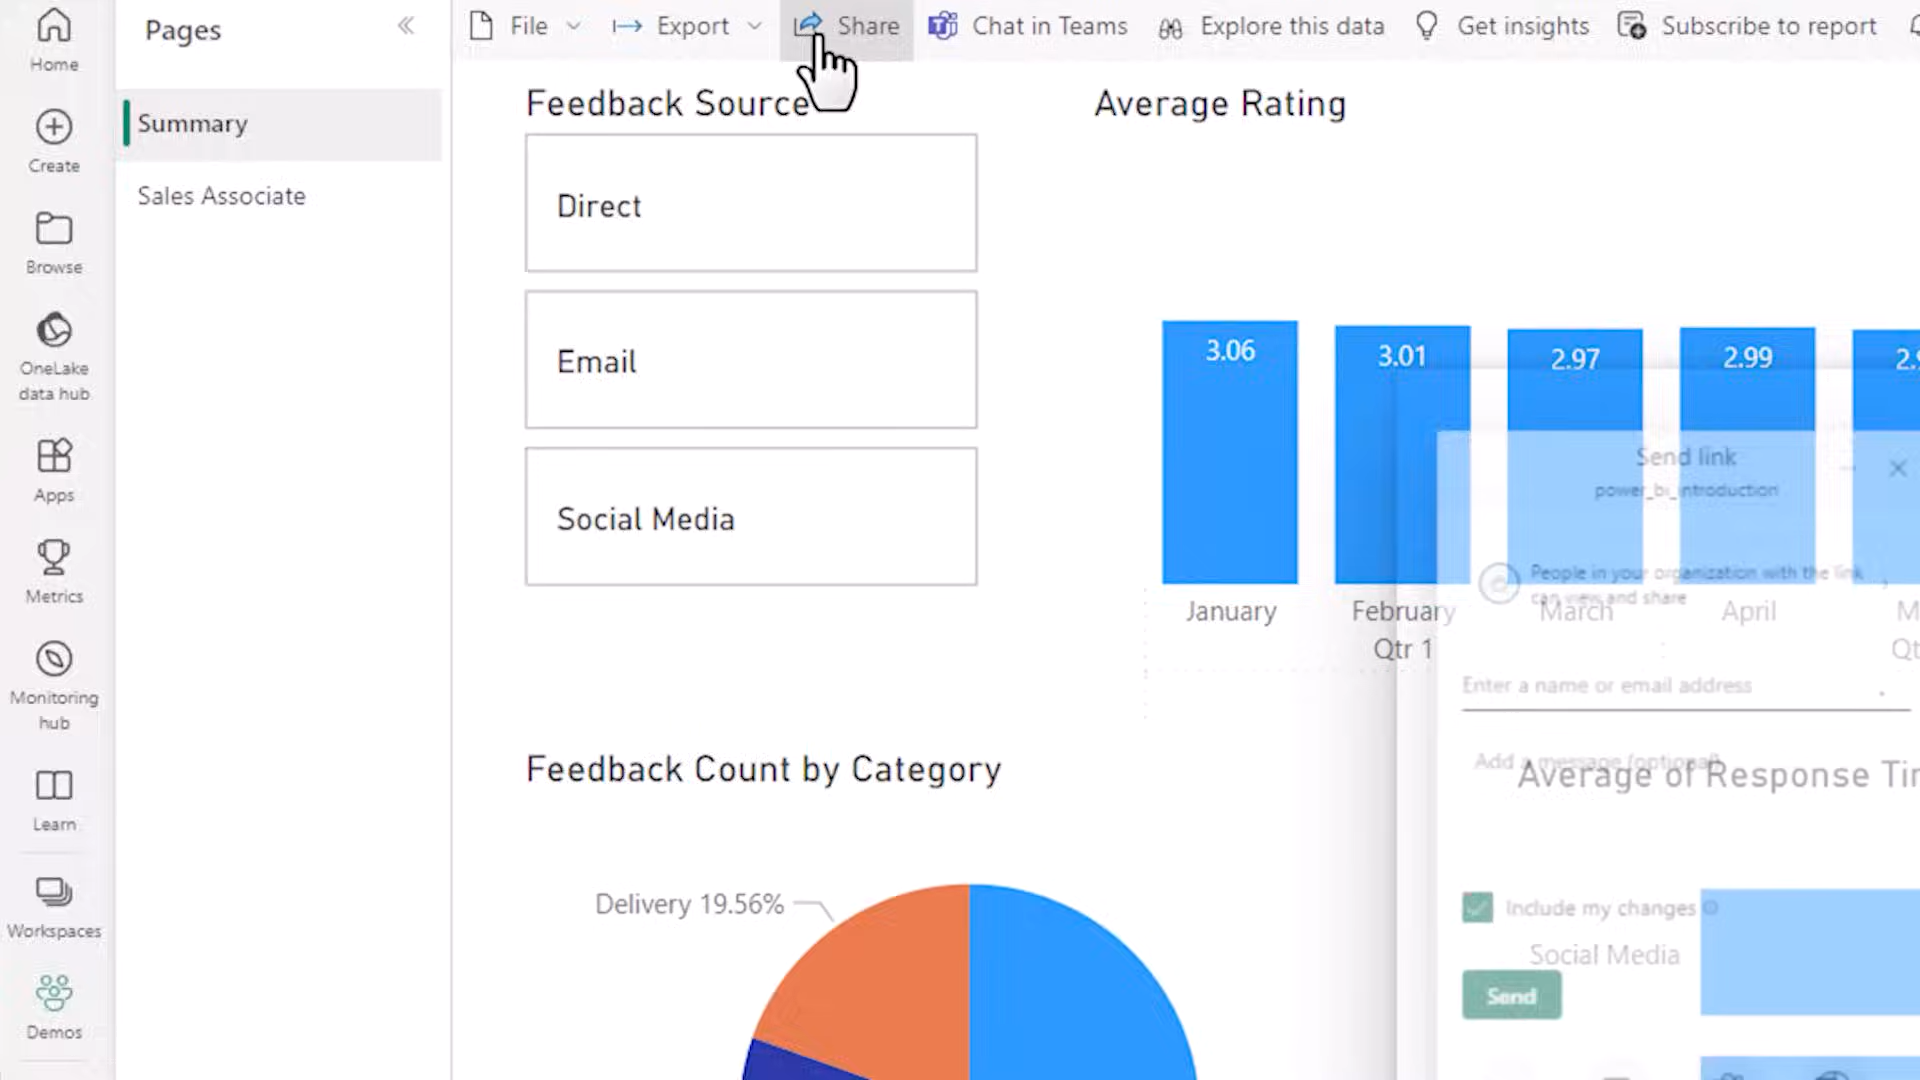 Home
Create
Browse
OneLake
data hub
Apps
Metrics
Monitoring
hub
Learn
Workspaces
Demos
Pages
Summary
Sales Associate
File
Export
Share
Chat in Teams
Explore this data
Get insights
Subscribe to report
Feedback Source
Direct
Email
Social Media
Average Rating
3.06
3.01
2.97
2.99
January
February
March
April
Qtr 1
Send link
power_bi_introduction
People in your organization with the link
can view and share
Enter a name or email address
Add a message (optional)
Average of Response
Include my changes
Social Media
Send
Feedback Count by Category
Delivery 19.56%